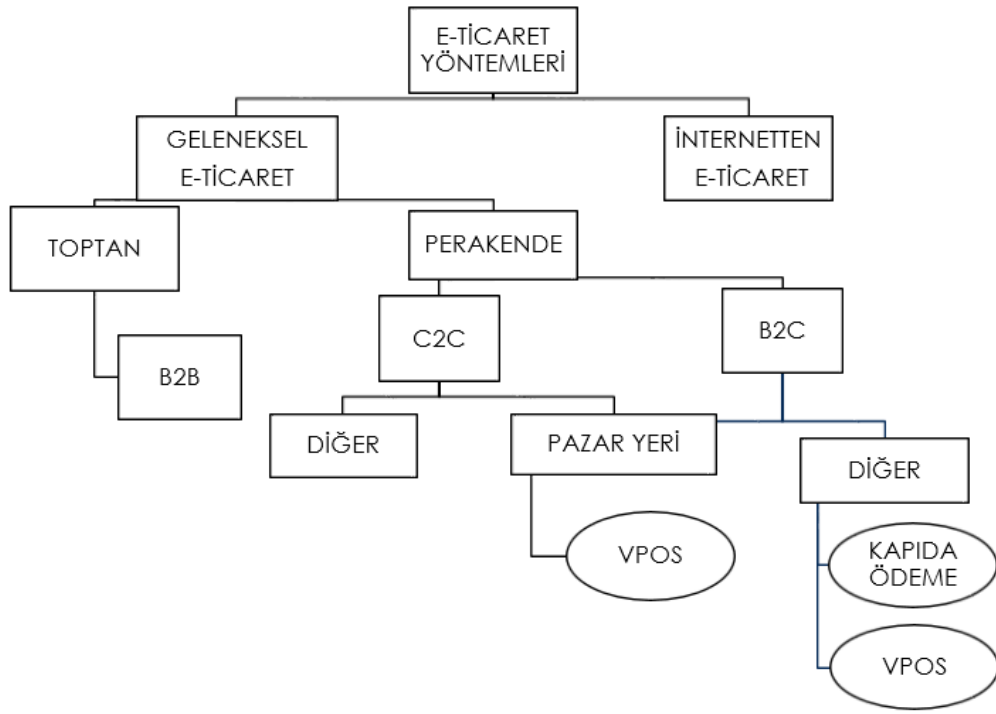 E-TİCARET
YÖNTEMLERİ
GELENEKSEL
E-TİCARET
İNTERNETTEN
E-TİCARET
TOPTAN
PERAKENDE
C2C
B2C
B2B
DİĞER
PAZAR YERİ
DİĞER
VPOS
KAPIDA
ÖDEME
VPOS